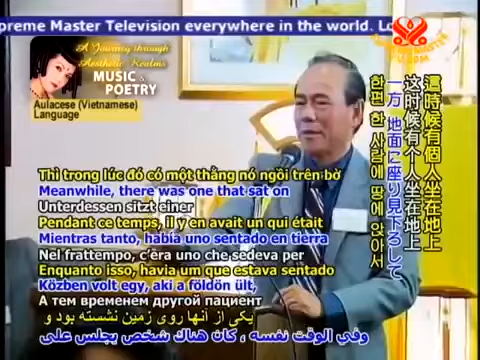 preme Master Television everywhere in the world. Lo
A Journey through
Aesthetic Realms
MUSIC & POETRY
Aulacese (Vietnamese)
Language
Thì trong lúc đó có một thằng nó ngồi trên bờ
Meanwhile, there was one that sat on
Unterdessen sitzt einer
Pendant ce temps, il y en avait un qui était
Mientras tanto, había uno sentado en tierra
Nel frattempo, c'era uno che sedeva per
Enquanto isso, havia um que estava sentado
Közben volt egy, aki a földön ült,
А тем временем другой пациент
یکی از آنها روی زمین نشسته بود و
وفي الوقت نفسه ، كان هناك شخص يجلس على
這時候有個人坐在地上
这时候有个人坐在地上
一方 地面に座り見下ろして
한편 한 사람에 땅에 앉아서